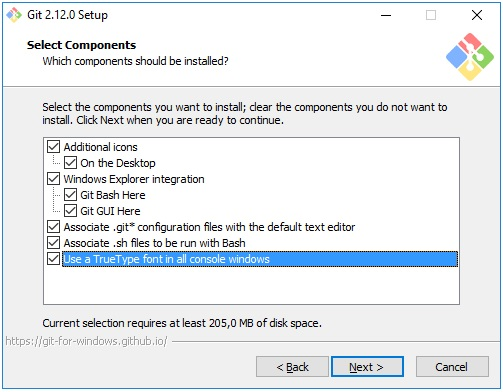 Git 2.12.0 Setup
Select Components
Which components should be installed?
Select the components you want to install; clear the components you do not want to
install. Click Next when you are ready to continue.
Additional icons
On the Desktop
Windows Explorer integration
Git Bash Here
Git GUI Here
Associate .git* configuration files with the default text editor
Associate .sh files to be run with Bash
Use a TrueType font in all console windows
Current selection requires at least 205,0 MB of disk space.
https://git-for-windows.github.io/
< Back
Next >
Cancel